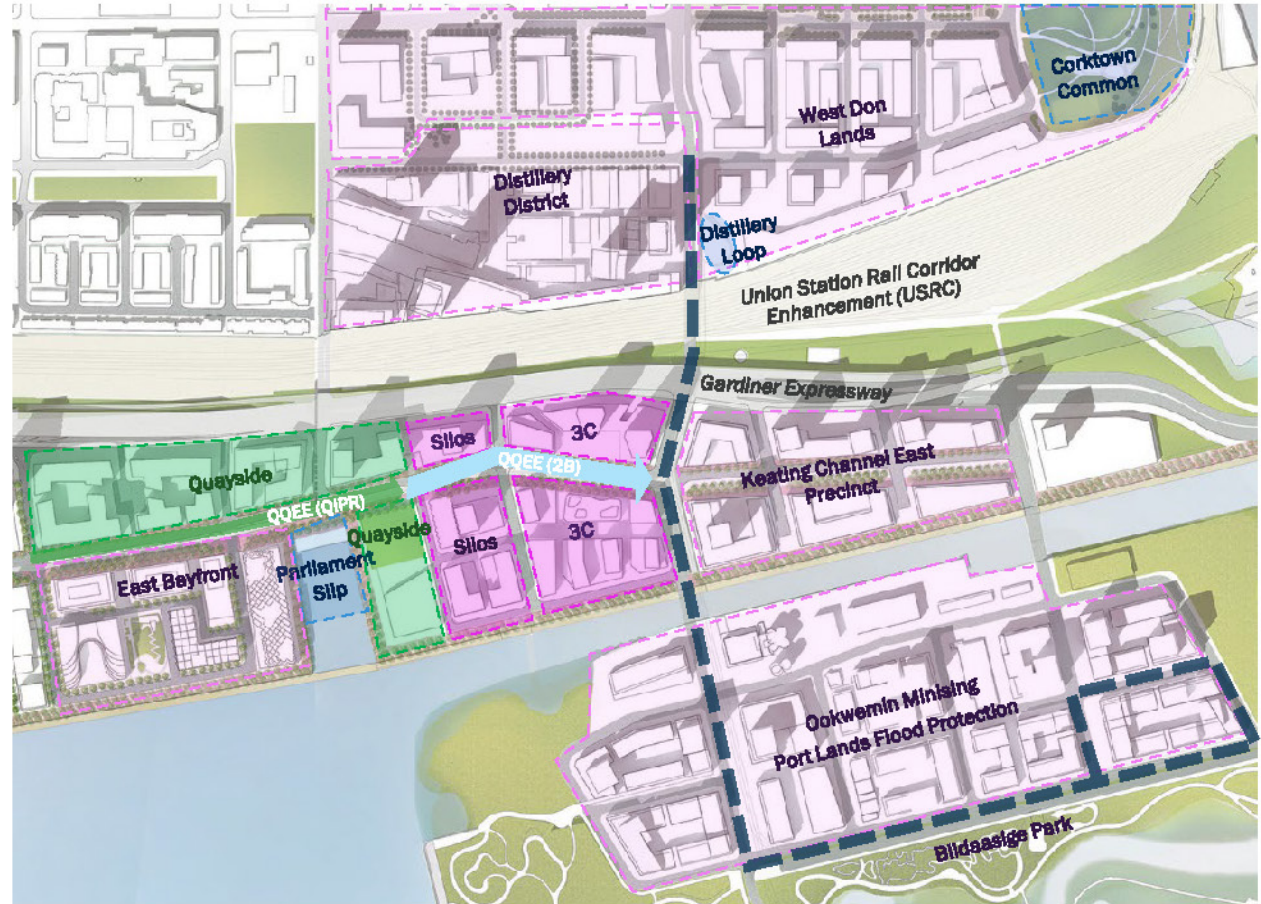 Corktown
Common
West Don
Lands
Distillery
District
Distillery
Loop
Union Station Rail Corridor
Enhancement (USRC)
Gardiner Expressway
Silos
3C
QQEE (2B)
Quayside
QQEE (QIPR)
Keating Channel East
Precinct
Quayside
Silos
3C
East Bayfront
Parliament
Slip
Ookwemin Minising
Port Lands Flood Protection
Biidaasige Park